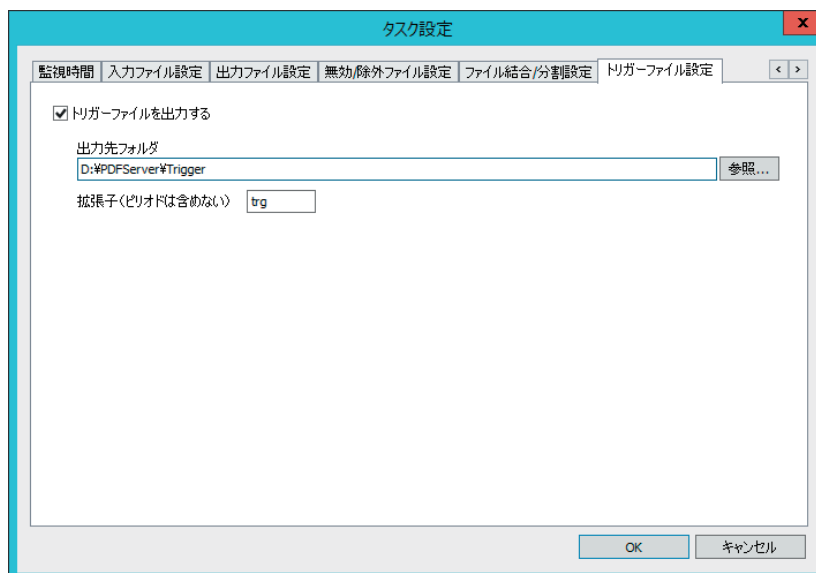 タスク設定
x
監視時間 入力ファイル設定 出力ファイル設定 無効/除外ファイル設定 ファイル結合/分割設定 トリガーファイル設定 < >
トリガーファイルを出力する
出力先フォルダ
D:¥PDFServer¥Trigger 参照...
拡張子(ピリオドは含めない) trg
OK キャンセル